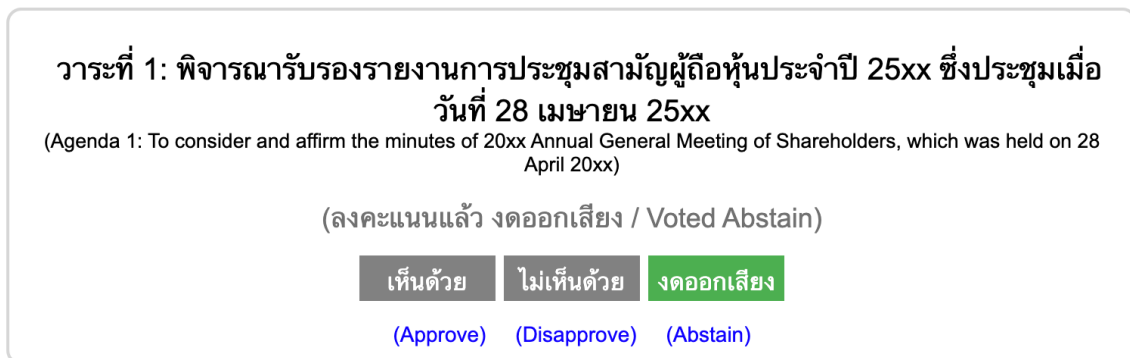 วาระที่ 1: พิจารณารับรองรายงานการประชุมสามัญผู้ถือหุ้นประจำปี 25xx ซึ่งประชุมเมื่อ
วันที่ 28 เมษายน 25xx
(Agenda 1: To consider and affirm the minutes of 20xx Annual General Meeting of Shareholders, which was held on 28
April 20xx)
(ลงคะแนนแล้ว งดออกเสียง / Voted Abstain)
เห็นด้วย ไม่เห็นด้วย งดออกเสียง
(Approve) (Disapprove) (Abstain)